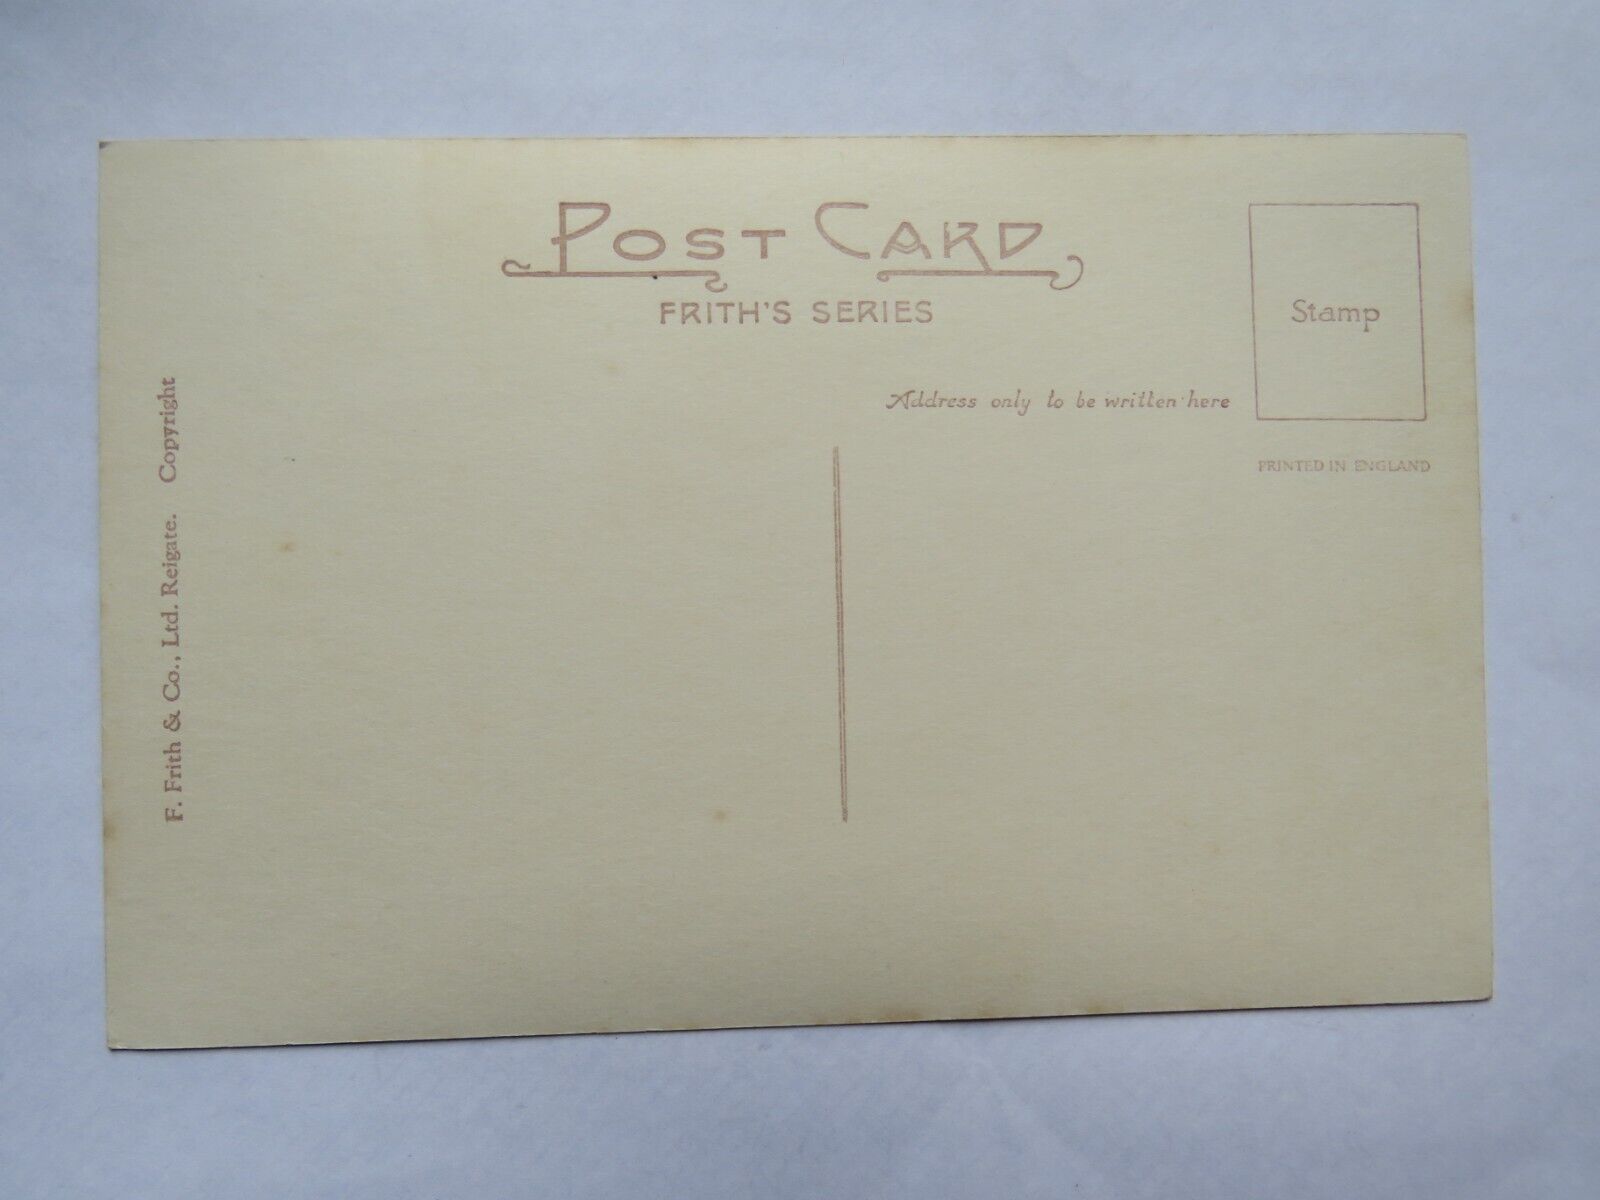 POST CARD
FRITH'S SERIES
Stamp
Address only to be written here
PRINTED IN ENGLAND
F. Frith & Co., Ltd. Reigate. Copyright